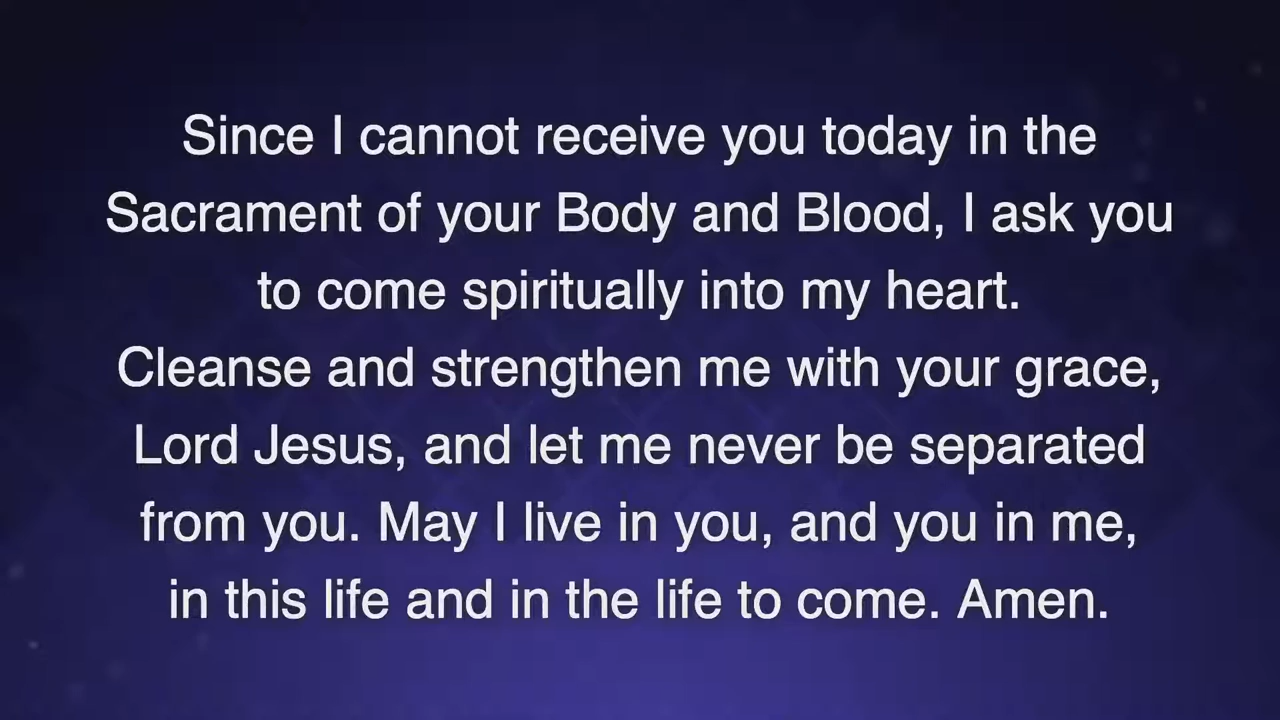 Since I cannot receive you today in the
Sacrament of your Body and Blood, I ask you
to come spiritually into my heart.
Cleanse and strengthen me with your grace,
Lord Jesus, and let me never be separated
from you. May I live in you, and you in me,
in this life and in the life to come. Amen.